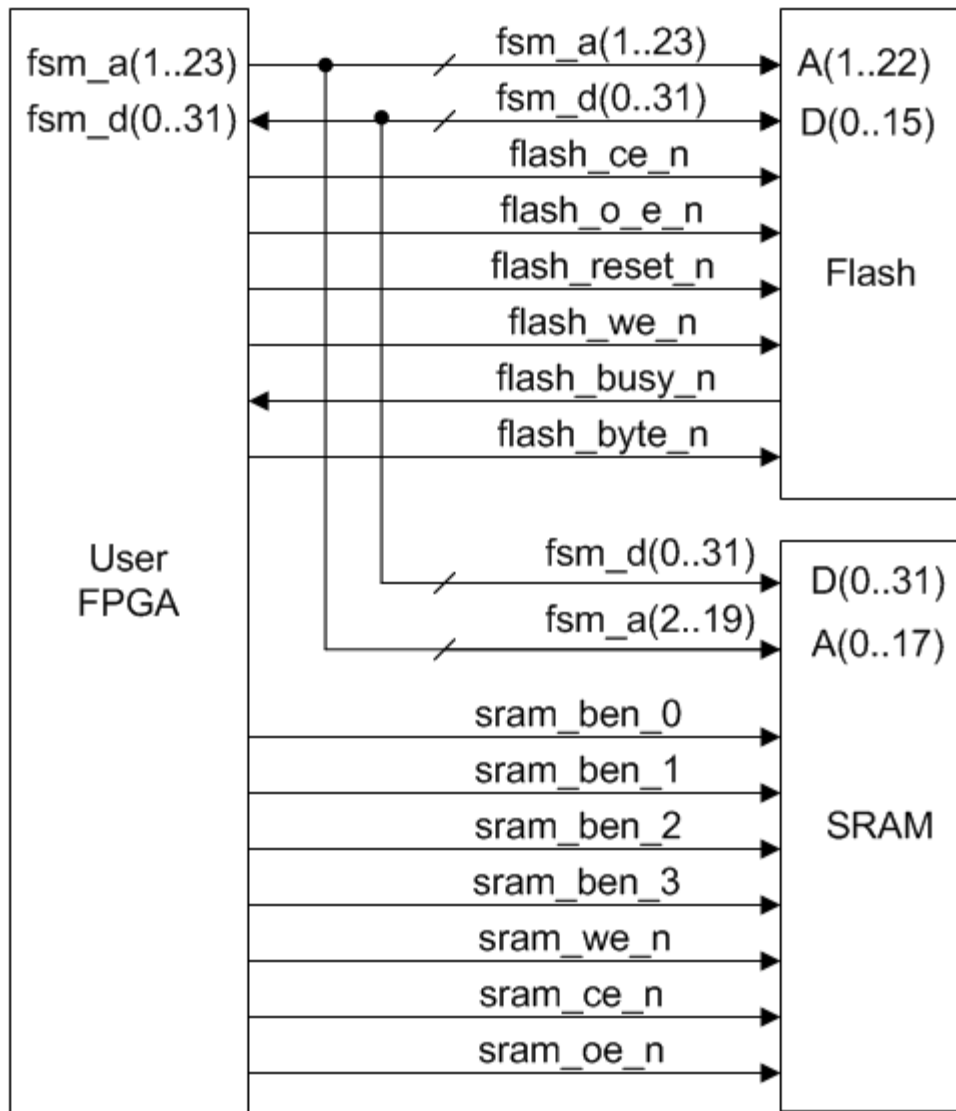 fsm_a(1..23)
fsm_a(1..23)
A(1..22)
fsm_d(0..31)
fsm_d(0..31)
D(0..15)
flash_ce_n
flash_o_e_n
flash_reset_n
Flash
flash_we_n
flash_busy_n
flash_byte_n
User
FPGA
fsm_d(0..31)
D(0..31)
fsm_a(2..19)
A(0..17)
sram_ben_0
sram_ben_1
sram_ben_2
SRAM
sram_ben_3
sram_we_n
sram_ce_n
sram_oe_n